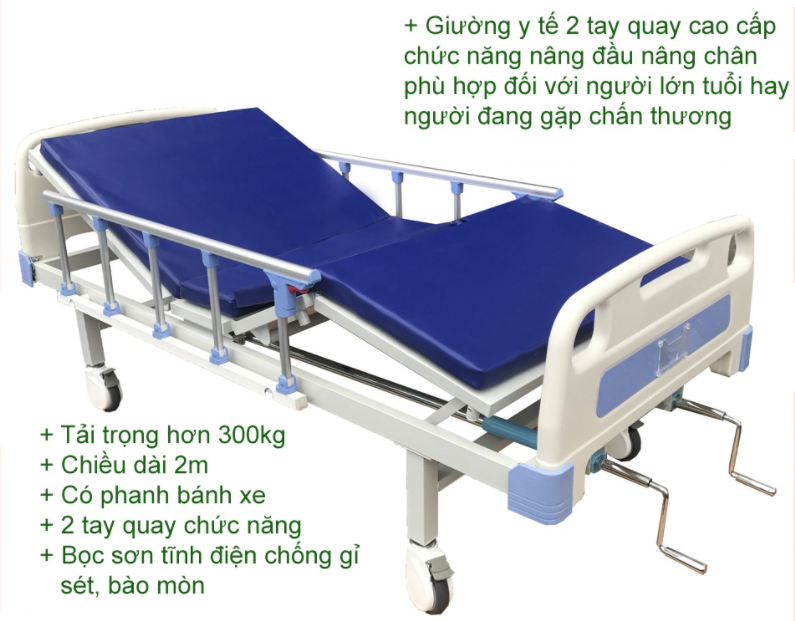 + Giường y tế 2 tay quay cao cấp
chức năng nâng đầu nâng chân
phù hợp đối với người lớn tuổi hay
người đang gặp chấn thương
+ Tải trọng hơn 300kg
+ Chiều dài 2m
+ Có phanh bánh xe
+ 2 tay quay chức năng
+ Bọc sơn tĩnh điện chống gỉ
sét, bào mòn